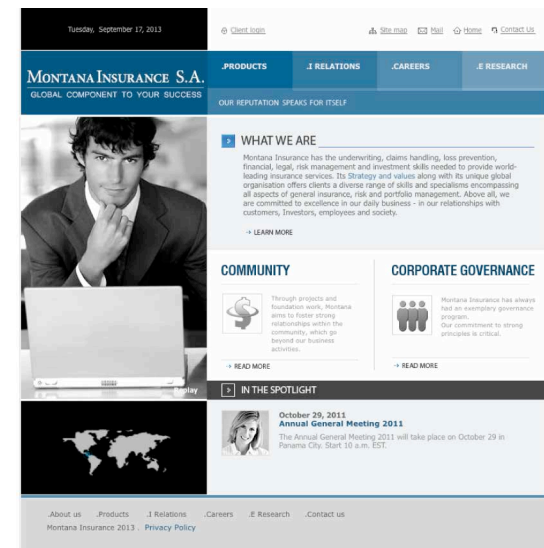 Tuesday, September 17, 2013
Client login
Site map Mail Home Contact Us
MONTANA INSURANCE S.A.
GLOBAL COMPONENT TO YOUR SUCCESS
.PRODUCTS .I RELATIONS .CAREERS .E RESEARCH
OUR REPUTATION SPEAKS FOR ITSELF
WHAT WE ARE
Montana Insurance has the underwriting, claims handling, loss prevention,
financial, legal, risk management and investment skills needed to provide world-
leading insurance services. Its Strategy and values along with its unique global
organisation offers clients a diverse range of skills and specialisms encompassing
all aspects of general insurance, risk and portfolio management. Above all, we
are committed to excellence in our daily business - in our relationships with
customers, Investors, employees and society.
LEARN MORE
COMMUNITY
Through projects and
foundation work, Montana
aims to foster strong
relationships within the
community, which go
beyond our business
activities.
READ MORE
CORPORATE GOVERNANCE
Montana Insurance has always
had an exemplary governance
program.
Our commitment to strong
principles is critical.
READ MORE
Replay
IN THE SPOTLIGHT
October 29, 2011
Annual General Meeting 2011
The Annual General Meeting 2011 will take place on October 29 in
Panama City. Start 10 a.m. EST.
.About us .Products .I Relations .Careers .E Research .Contact us
Montana Insurance 2013 . Privacy Policy